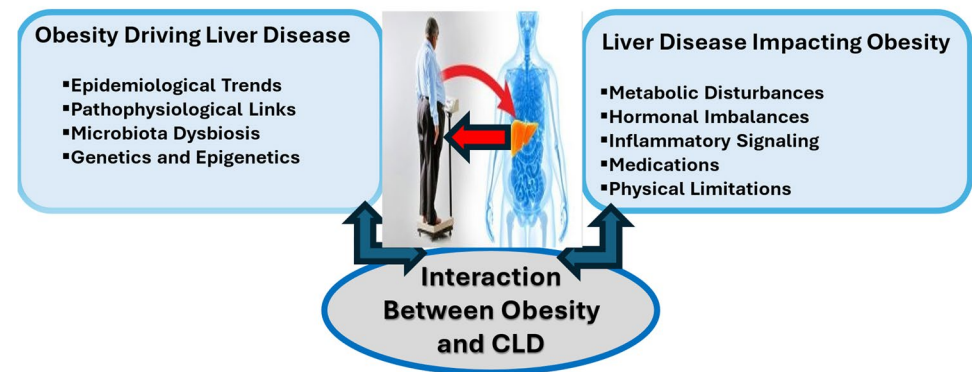 Obesity Driving Liver Disease
▪Epidemiological Trends
▪Pathophysiological Links
▪Microbiota Dysbiosis
▪Genetics and Epigenetics
Liver Disease Impacting Obesity
▪Metabolic Disturbances
▪Hormonal Imbalances
▪Inflammatory Signaling
▪Medications
▪Physical Limitations
Interaction
Between Obesity
and CLD